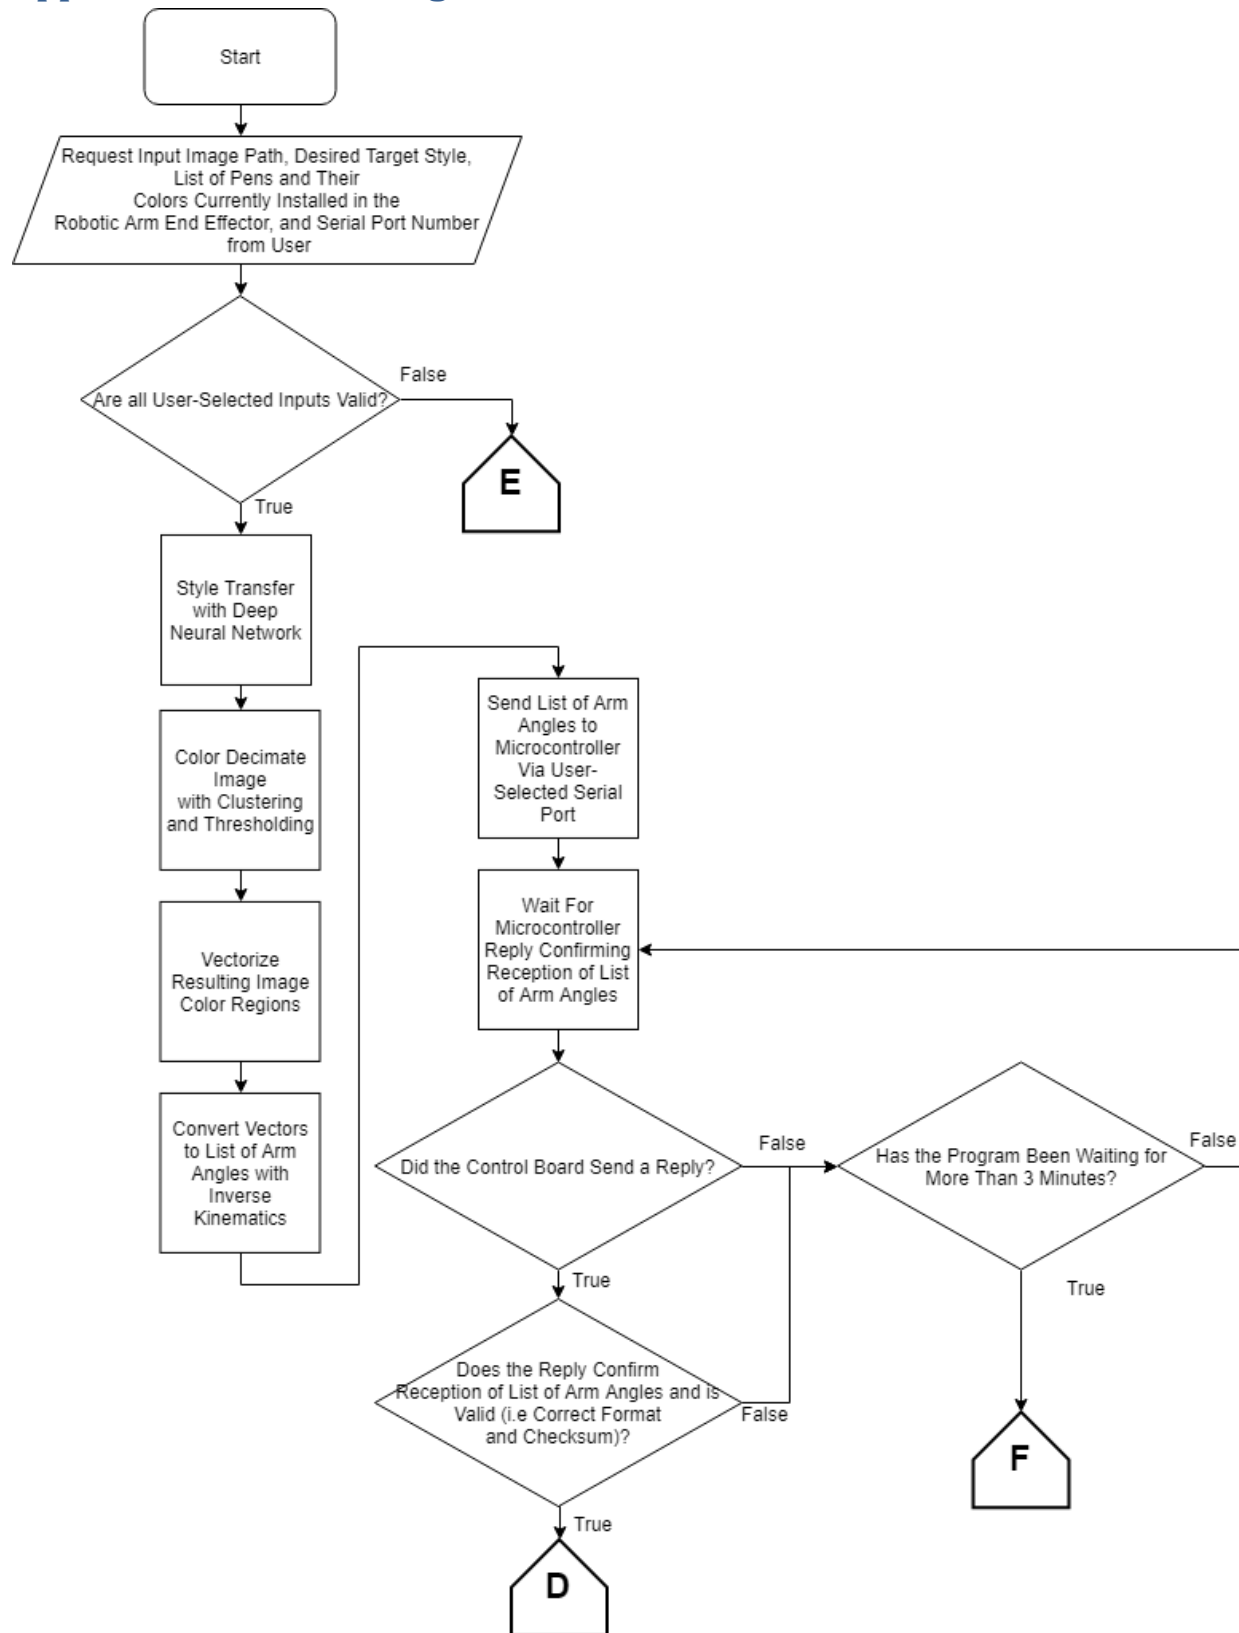 Start
Request Input Image Path, Desired Target Style,
List of Pens and Their
Colors Currently Installed in the
Robotic Arm End Effector, and Serial Port Number
from User
Are all User-Selected Inputs Valid?
False
E
True
Style Transfer
with Deep
Neural Network
Color Decimate
Image
with Clustering
and Thresholding
Vectorize
Resulting Image
Color Regions
Convert Vectors
to List of Arm
Angles with
Inverse
Kinematics
Send List of Arm
Angles to
Microcontroller
Via User-
Selected Serial
Port
Wait For
Microcontroller
Reply Confirming
Reception of List
of Arm Angles
Did the Control Board Send a Reply?
False
True
Has the Program Been Waiting for
More Than 3 Minutes?
False
True
F
Does the Reply Confirm
Reception of List of Arm Angles and is
Valid (i.e Correct Format
and Checksum)?
False
True
D